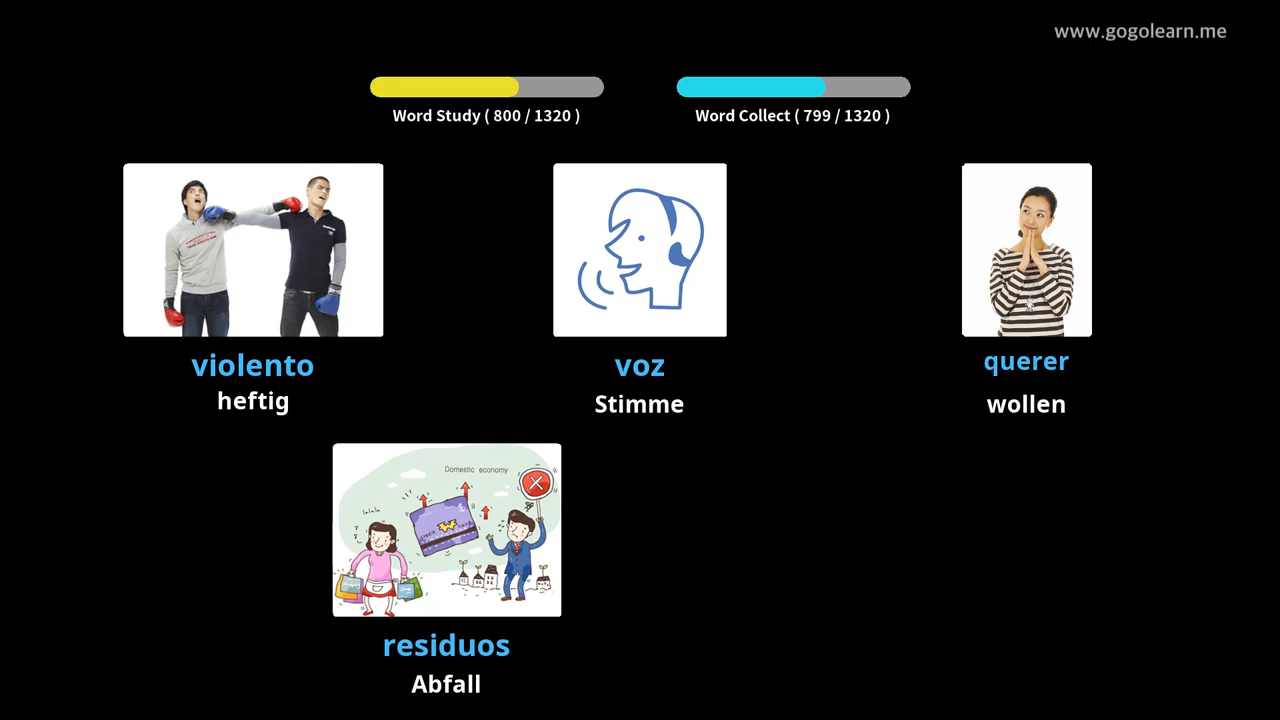 www.gogolearn.me
Word Study ( 800 / 1320 )
Word Collect ( 799 / 1320 )
violento
heftig
voz
Stimme
querer
wollen
Domestic economy
lalala
residuos
Abfall